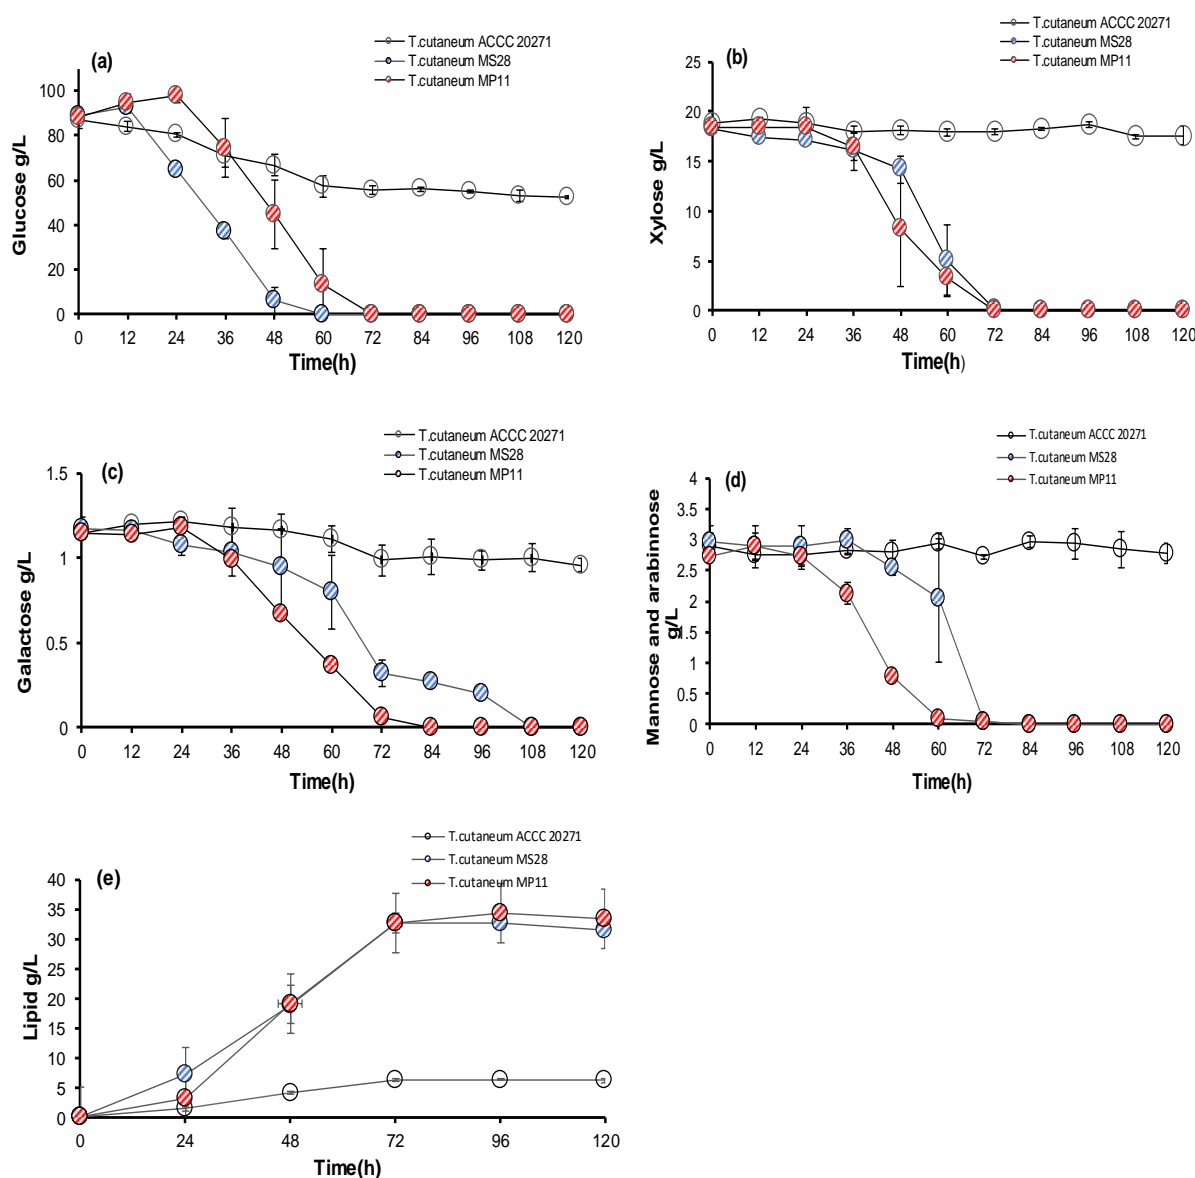 (a)
T.cutaneum ACCC 20271
T.cutaneum MS28
T.cutaneum MP11
Glucose g/L
100
80
60
40
20
0
0 12 24 36 48 60 72 84 96 108 120
Time(h)
(b)
T.cutaneum ACCC 20271
T.cutaneum MS28
T.cutaneum MP11
Xylose g/L
25
20
15
10
5
0
0 12 24 36 48 60 72 84 96 108 120
Time(h)
(c)
T.cutaneum ACCC 20271
T.cutaneum MS28
T.cutaneum MP11
Galactose g/L
1.5
1
0.5
0
0 12 24 36 48 60 72 84 96 108 120
Time(h)
(d)
T.cutaneum ACCC 20271
T.cutaneum MS28
T.cutaneum MP11
Mannose and arabinnose
g/L
4
3.5
3
2.5
2
1.5
1
0.5
0
0 12 24 36 48 60 72 84 96 108 120
Time(h)
(e)
T.cutaneum ACCC 20271
T.cutaneum MS28
T.cutaneum MP11
Lipid g/L
40
35
30
25
20
15
10
5
0
0 24 48 72 96 120
Time(h)